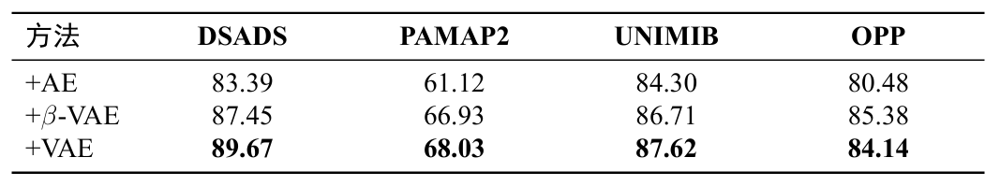 方法 DSADS PAMAP2 UNIMIB OPP
+AE 83.39 61.12 84.30 80.48
+β-VAE 87.45 66.93 86.71 85.38
+VAE 89.67 68.03 87.62 84.14